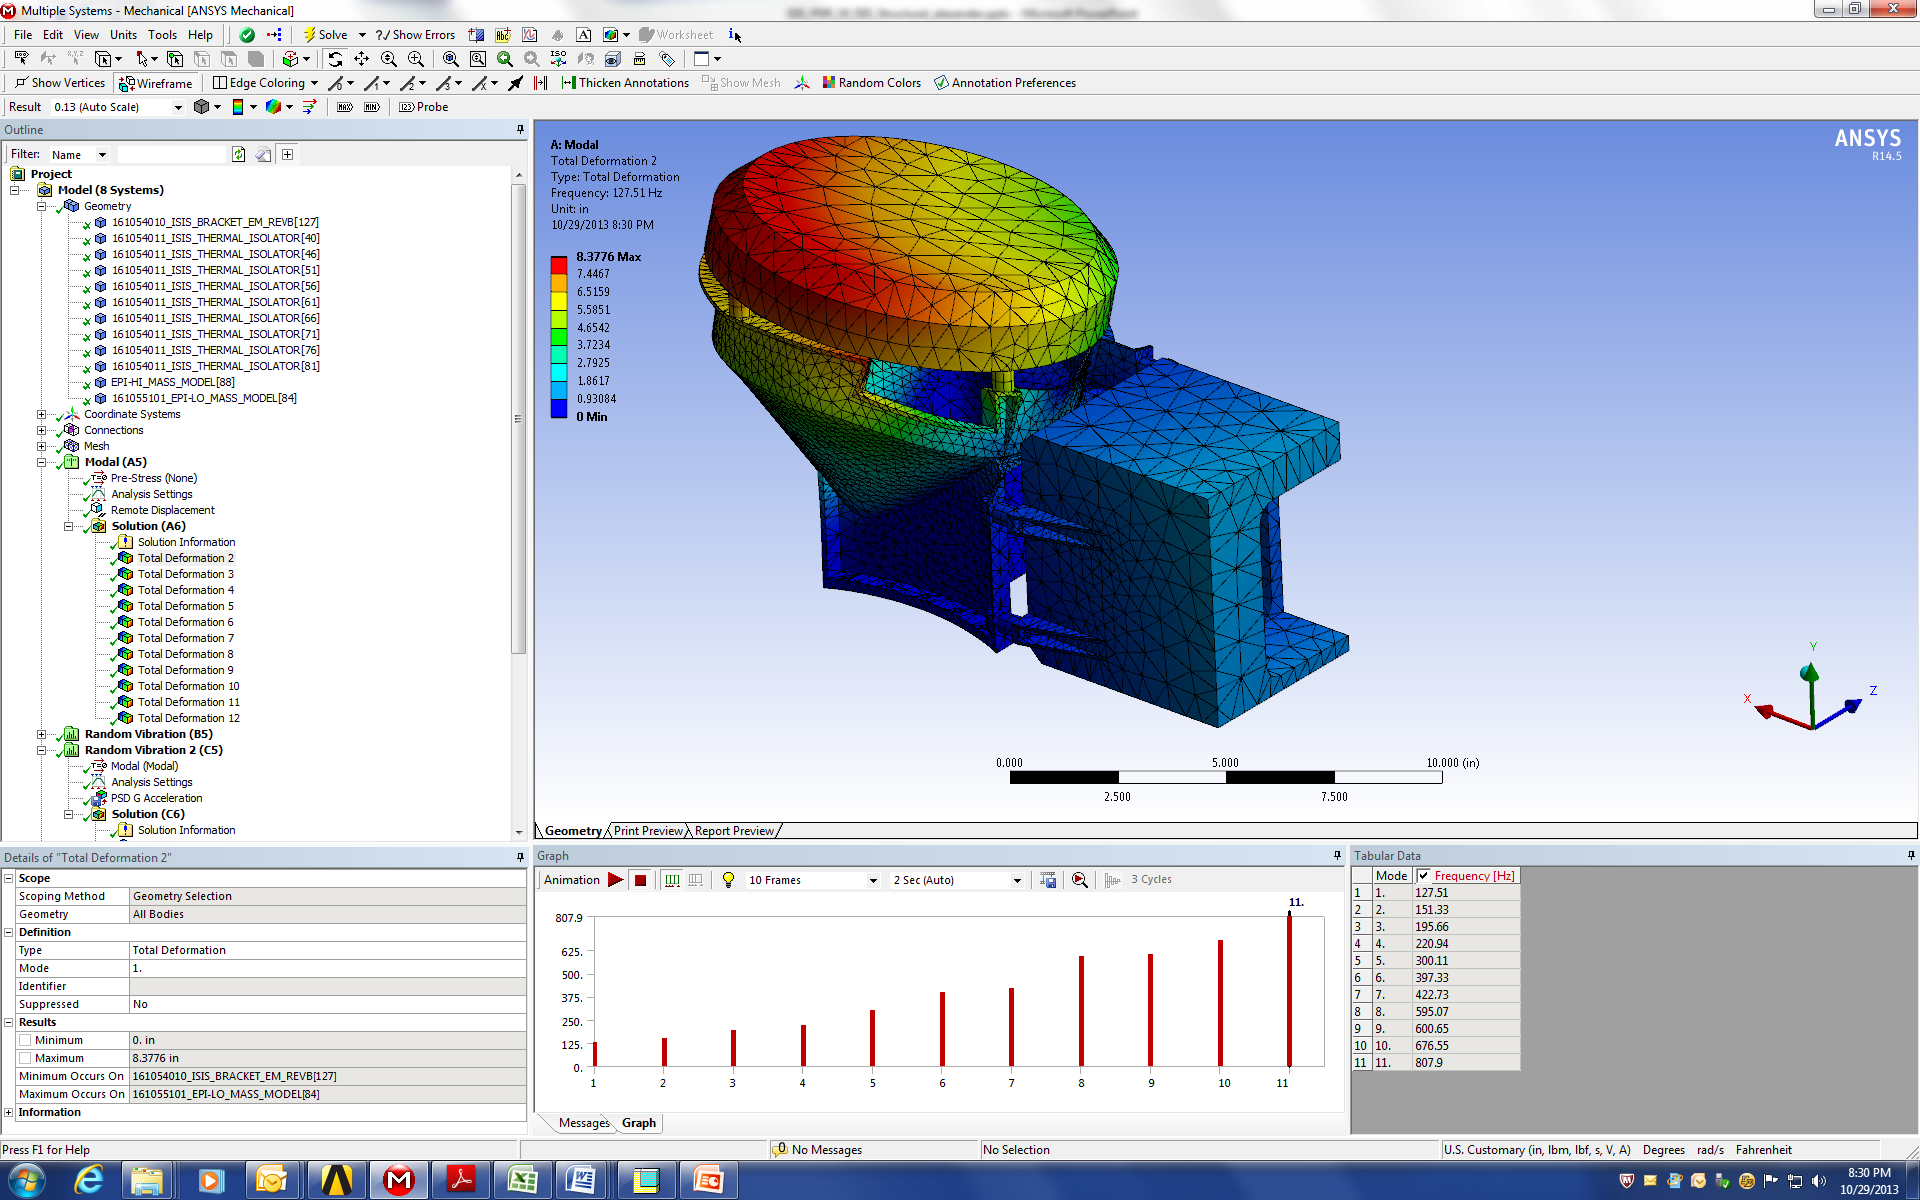 Multiple Systems - Mechanical [ANSYS Mechanical]
File Edit View Units Tools Help Solve ?/ Show Errors Worksheet
Show Vertices Wireframe Edge Coloring Thicken Annotations Show Mesh Random Colors Annotation Preferences
Result 0.13 (Auto Scale) MAX MIN Probe
Outline
Filter: Name
Project
Model (8 Systems)
Geometry
161054010_ISIS_BRACKET_EM_REVB[127]
161054011_ISIS_THERMAL_ISOLATOR[40]
161054011_ISIS_THERMAL_ISOLATOR[46]
161054011_ISIS_THERMAL_ISOLATOR[51]
161054011_ISIS_THERMAL_ISOLATOR[56]
161054011_ISIS_THERMAL_ISOLATOR[61]
161054011_ISIS_THERMAL_ISOLATOR[66]
161054011_ISIS_THERMAL_ISOLATOR[71]
161054011_ISIS_THERMAL_ISOLATOR[76]
161054011_ISIS_THERMAL_ISOLATOR[81]
EPI-HI_MASS_MODEL[88]
161055101_EPI-LO_MASS_MODEL[84]
Coordinate Systems
Connections
Mesh
Modal (A5)
Pre-Stress (None)
Analysis Settings
Remote Displacement
Solution (A6)
Solution Information
Total Deformation 2
Total Deformation 3
Total Deformation 4
Total Deformation 5
Total Deformation 6
Total Deformation 7
Total Deformation 8
Total Deformation 9
Total Deformation 10
Total Deformation 11
Total Deformation 12
Random Vibration (B5)
Random Vibration 2 (C5)
Modal (Modal)
Analysis Settings
PSD G Acceleration
Solution (C6)
Solution Information
A: Modal
Total Deformation 2
Type: Total Deformation
Frequency: 127.51 Hz
Unit: in
10/29/2013 8:30 PM
8.3776 Max
7.4467
6.5159
5.5851
4.6542
3.7234
2.7925
1.8617
0.93084
0 Min
ANSYS
R14.5
Y
X
Z
0.000 5.000 10.000 (in)
2.500 7.500
Geometry Print Preview Report Preview
Details of "Total Deformation 2"
Scope
Scoping Method Geometry Selection
Geometry All Bodies
Definition
Type Total Deformation
Mode 1.
Identifier
Suppressed No
Results
Minimum 0. in
Maximum 8.3776 in
Minimum Occurs On 161054010_ISIS_BRACKET_EM_REVB[127]
Maximum Occurs On 161055101_EPI-LO_MASS_MODEL[84]
Information
Graph
Animation 10 Frames 2 Sec (Auto) 3 Cycles
11.
807.9
625.
500.
375.
250.
125.
0.
1 2 3 4 5 6 7 8 9 10 11
Messages Graph
Tabular Data
Mode Frequency [Hz]
1 1. 127.51
2 2. 151.33
3 3. 195.66
4 4. 220.94
5 5. 300.11
6 6. 397.33
7 7. 422.73
8 8. 595.07
9 9. 600.65
10 10. 676.55
11 11. 807.9
Press F1 for Help No Messages No Selection U.S. Customary (in, lbm, lbf, s, V, A) Degrees rad/s Fahrenheit
8:30 PM
10/29/2013